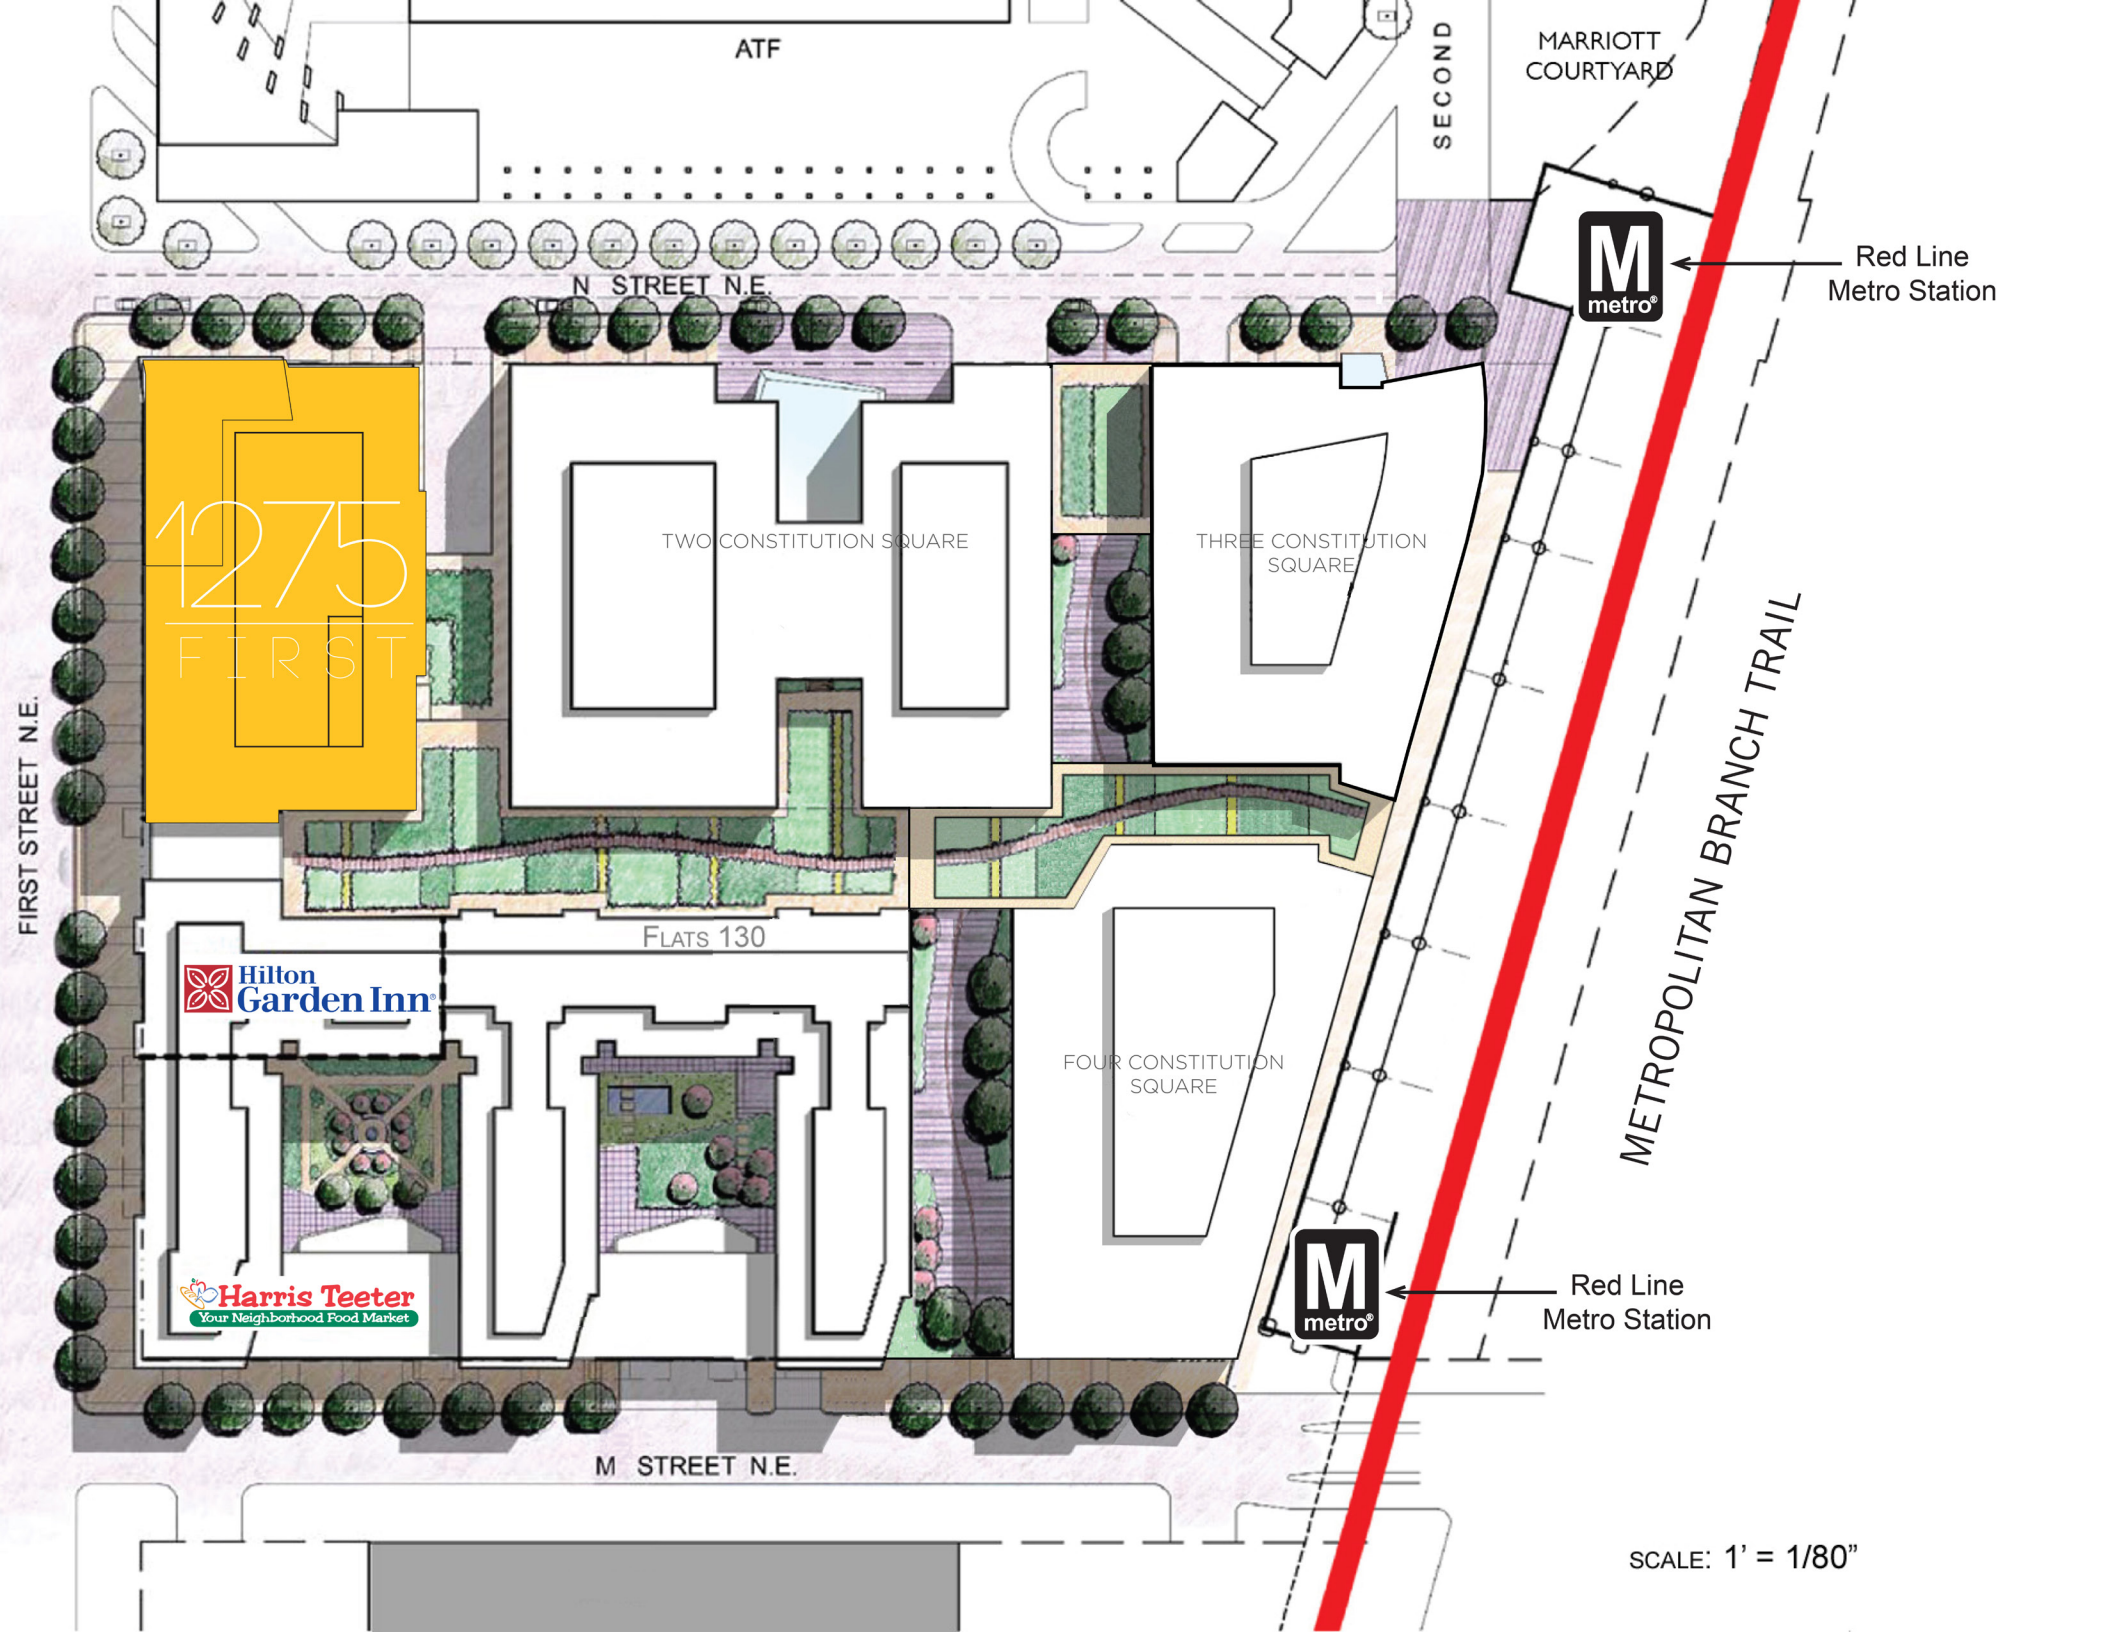 ATF
SECOND
MARRIOTT
COURTYARD
M
metro®
Red Line
Metro Station
N STREET N.E.
1275
FIRST
TWO CONSTITUTION SQUARE
THREE CONSTITUTION
SQUARE
FIRST STREET N.E.
METROPOLITAN BRANCH TRAIL
FLATS 130
Hilton
Garden Inn®
FOUR CONSTITUTION
SQUARE
Harris Teeter
Your Neighborhood Food Market
M
metro®
Red Line
Metro Station
M STREET N.E.
SCALE: 1' = 1/80"